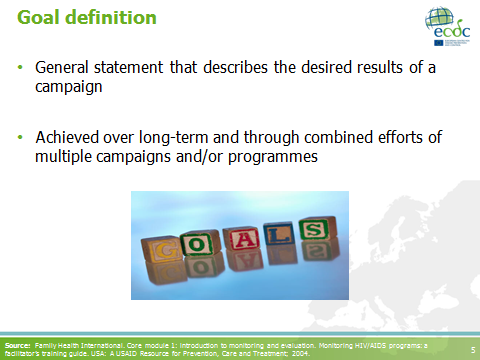 Goal definition
ecdc
• General statement that describes the desired results of a
campaign
• Achieved over long-term and through combined efforts of
multiple campaigns and/or programmes
GOALS
Source: Family Health International. Core module 1: Introduction to monitoring and evaluation. Monitoring HIV/AIDS programs: a
facilitator's training guide. USA: A USAID Resource for Prevention, Care and Treatment; 2004.
5